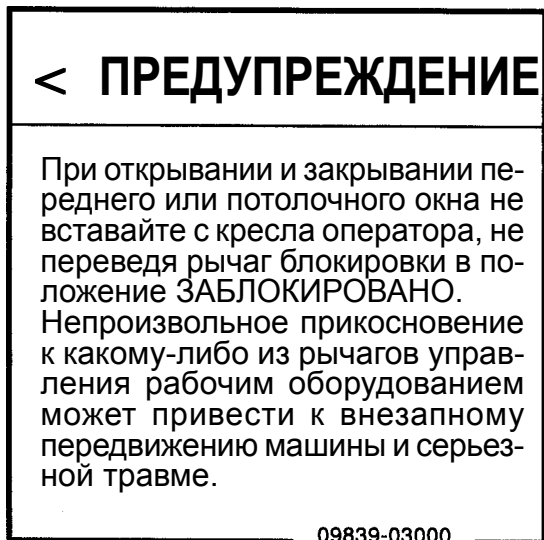 < ПРЕДУПРЕЖДЕНИЕ
При открывании и закрывании пе-
реднего или потолочного окна не
вставайте с кресла оператора, не
переведя рычаг блокировки в по-
ложение ЗАБЛОКИРОВАНО.
Непроизвольное прикосновение
к какому-либо из рычагов управ-
ления рабочим оборудованием
может привести к внезапному
передвижению машины и серьез-
ной травме.
09839-03000